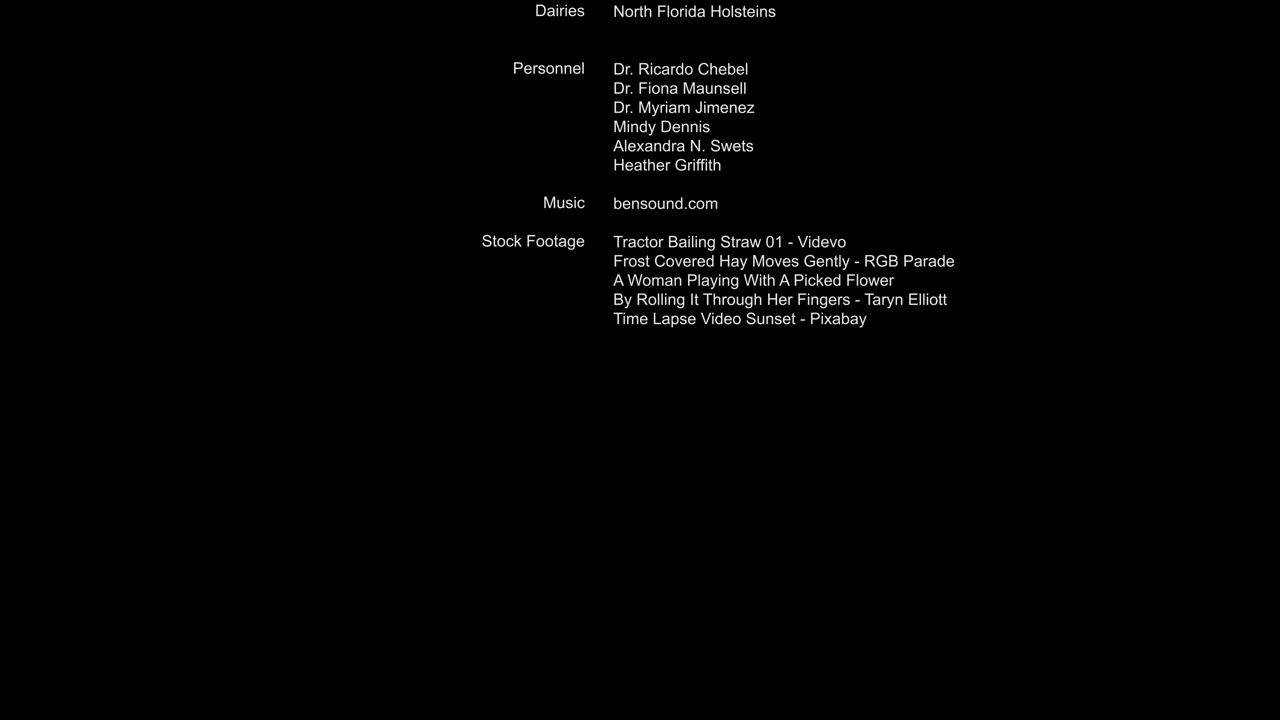 Dairies North Florida Holsteins
Personnel Dr. Ricardo Chebel
Dr. Fiona Maunsell
Dr. Myriam Jimenez
Mindy Dennis
Alexandra N. Swets
Heather Griffith
Music bensound.com
Stock Footage Tractor Bailing Straw 01 - Videvo
Frost Covered Hay Moves Gently - RGB Parade
A Woman Playing With A Picked Flower
By Rolling It Through Her Fingers - Taryn Elliott
Time Lapse Video Sunset - Pixabay